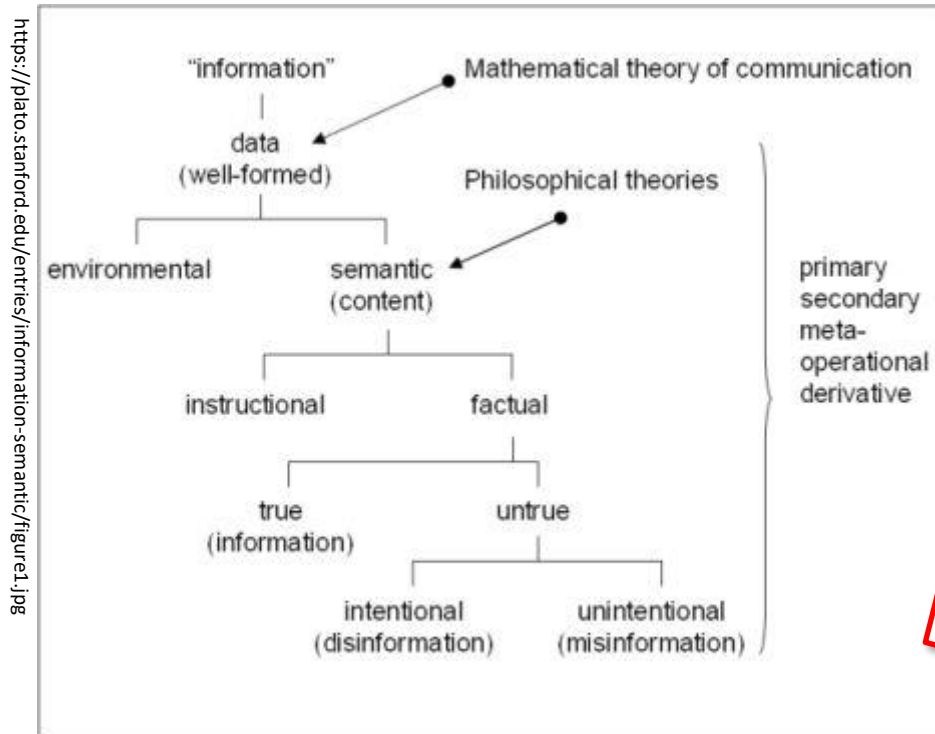 https://plato.stanford.edu/entries/information-semantic/figure1.jpg
“information”
Mathematical theory of communication
data
(well-formed)
Philosophical theories
environmental
semantic
(content)
primary
secondary
meta-
operational
derivative
instructional
factual
true
(information)
untrue
intentional
(disinformation)
unintentional
(misinformation)